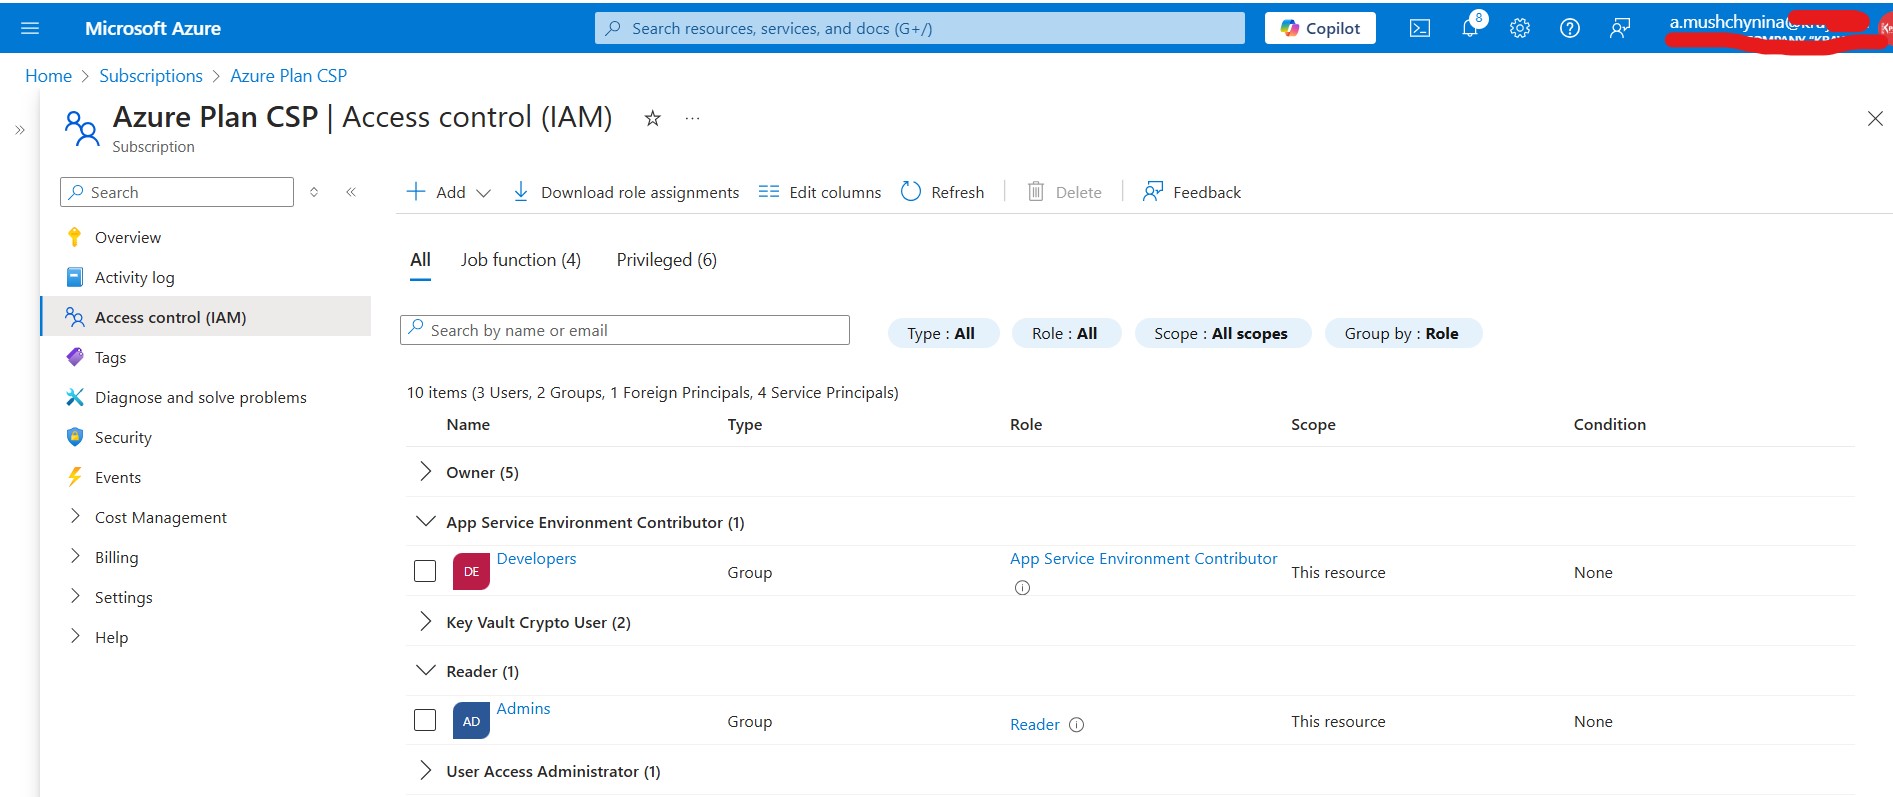 Microsoft Azure
Search resources, services, and docs (G+/)
Copilot
8
a.mushchynina@
Home > Subscriptions > Azure Plan CSP
Azure Plan CSP | Access control (IAM)
Subscription
Search
Add
Download role assignments
Edit columns
Refresh
Delete
Feedback
Overview
Activity log
Access control (IAM)
Tags
Diagnose and solve problems
Security
Events
Cost Management
Billing
Settings
Help
All
Job function (4)
Privileged (6)
Search by name or email
Type : All
Role : All
Scope : All scopes
Group by : Role
10 items (3 Users, 2 Groups, 1 Foreign Principals, 4 Service Principals)
Name Type Role Scope Condition
Owner (5)
App Service Environment Contributor (1)
DE Developers Group App Service Environment Contributor This resource None
Key Vault Crypto User (2)
Reader (1)
AD Admins Group Reader This resource None
User Access Administrator (1)